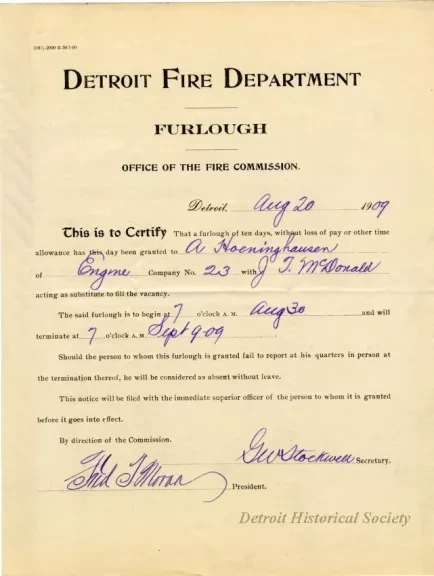 DETROIT FIRE DEPARTMENT
FURLOUGH
OFFICE OF THE FIRE COMMISSION.
Detroit, Aug 20 1909
This is to Certify That a furlough of ten days, without loss of pay or other time
allowance has this day been granted to A Hoeninghausen
of Engine Company No. 23 with J T. McDonald
acting as substitute to fill the vacancy.
The said furlough is to begin at 7 o'clock A. M. Aug 30 and will
terminate at 7 o'clock A. M. Sept 9-09
Should the person to whom this furlough is granted fail to report at his quarters in person at
the termination thereof, he will be considered as absent without leave.
This notice will be filed with the immediate superior officer of the person to whom it is granted
before it goes into effect.
By direction of the Commission.
GW Stockwell Secretary.
Fred T Moran President.
Detroit Historical Society